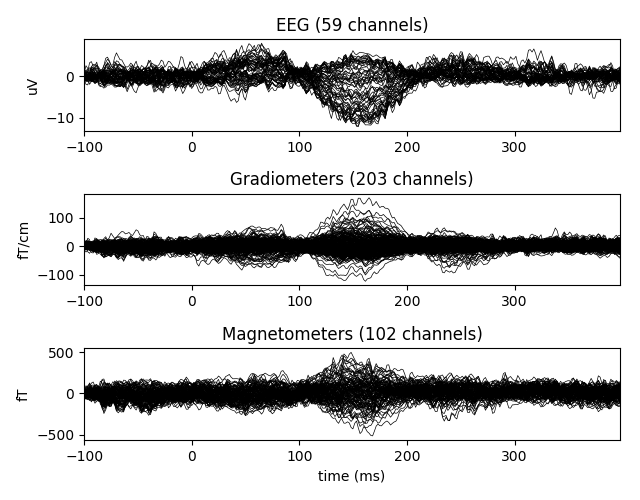 EEG (59 channels)
uV
0
−10
−100 0 100 200 300
Gradiometers (203 channels)
fT/cm
100
0
−100
−100 0 100 200 300
Magnetometers (102 channels)
fT
500
0
−500
−100 0 100 200 300
time (ms)